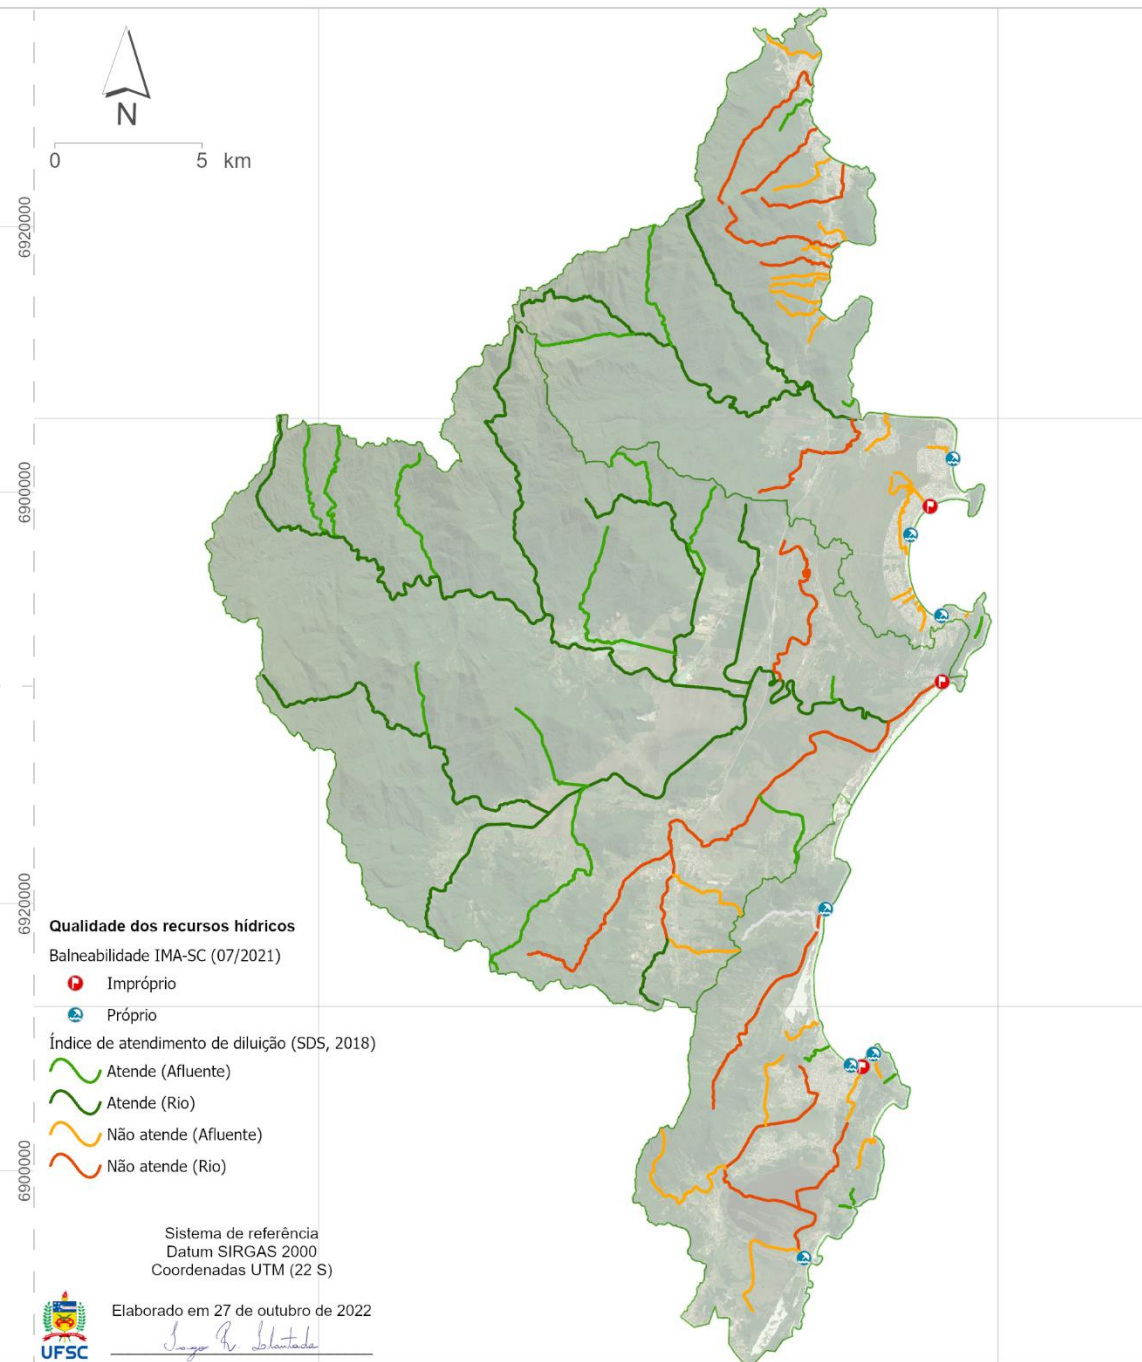 N
0 5 km
6920000
6900000
6920000
Qualidade dos recursos hídricos
Balneabilidade IMA-SC (07/2021)
Impróprio
Próprio
Índice de atendimento de diluição (SDS, 2018)
Atende (Afluente)
Atende (Rio)
Não atende (Afluente)
Não atende (Rio)
6900000
Sistema de referência
Datum SIRGAS 2000
Coordenadas UTM (22 S)
Elaborado em 27 de outubro de 2022
UFSC